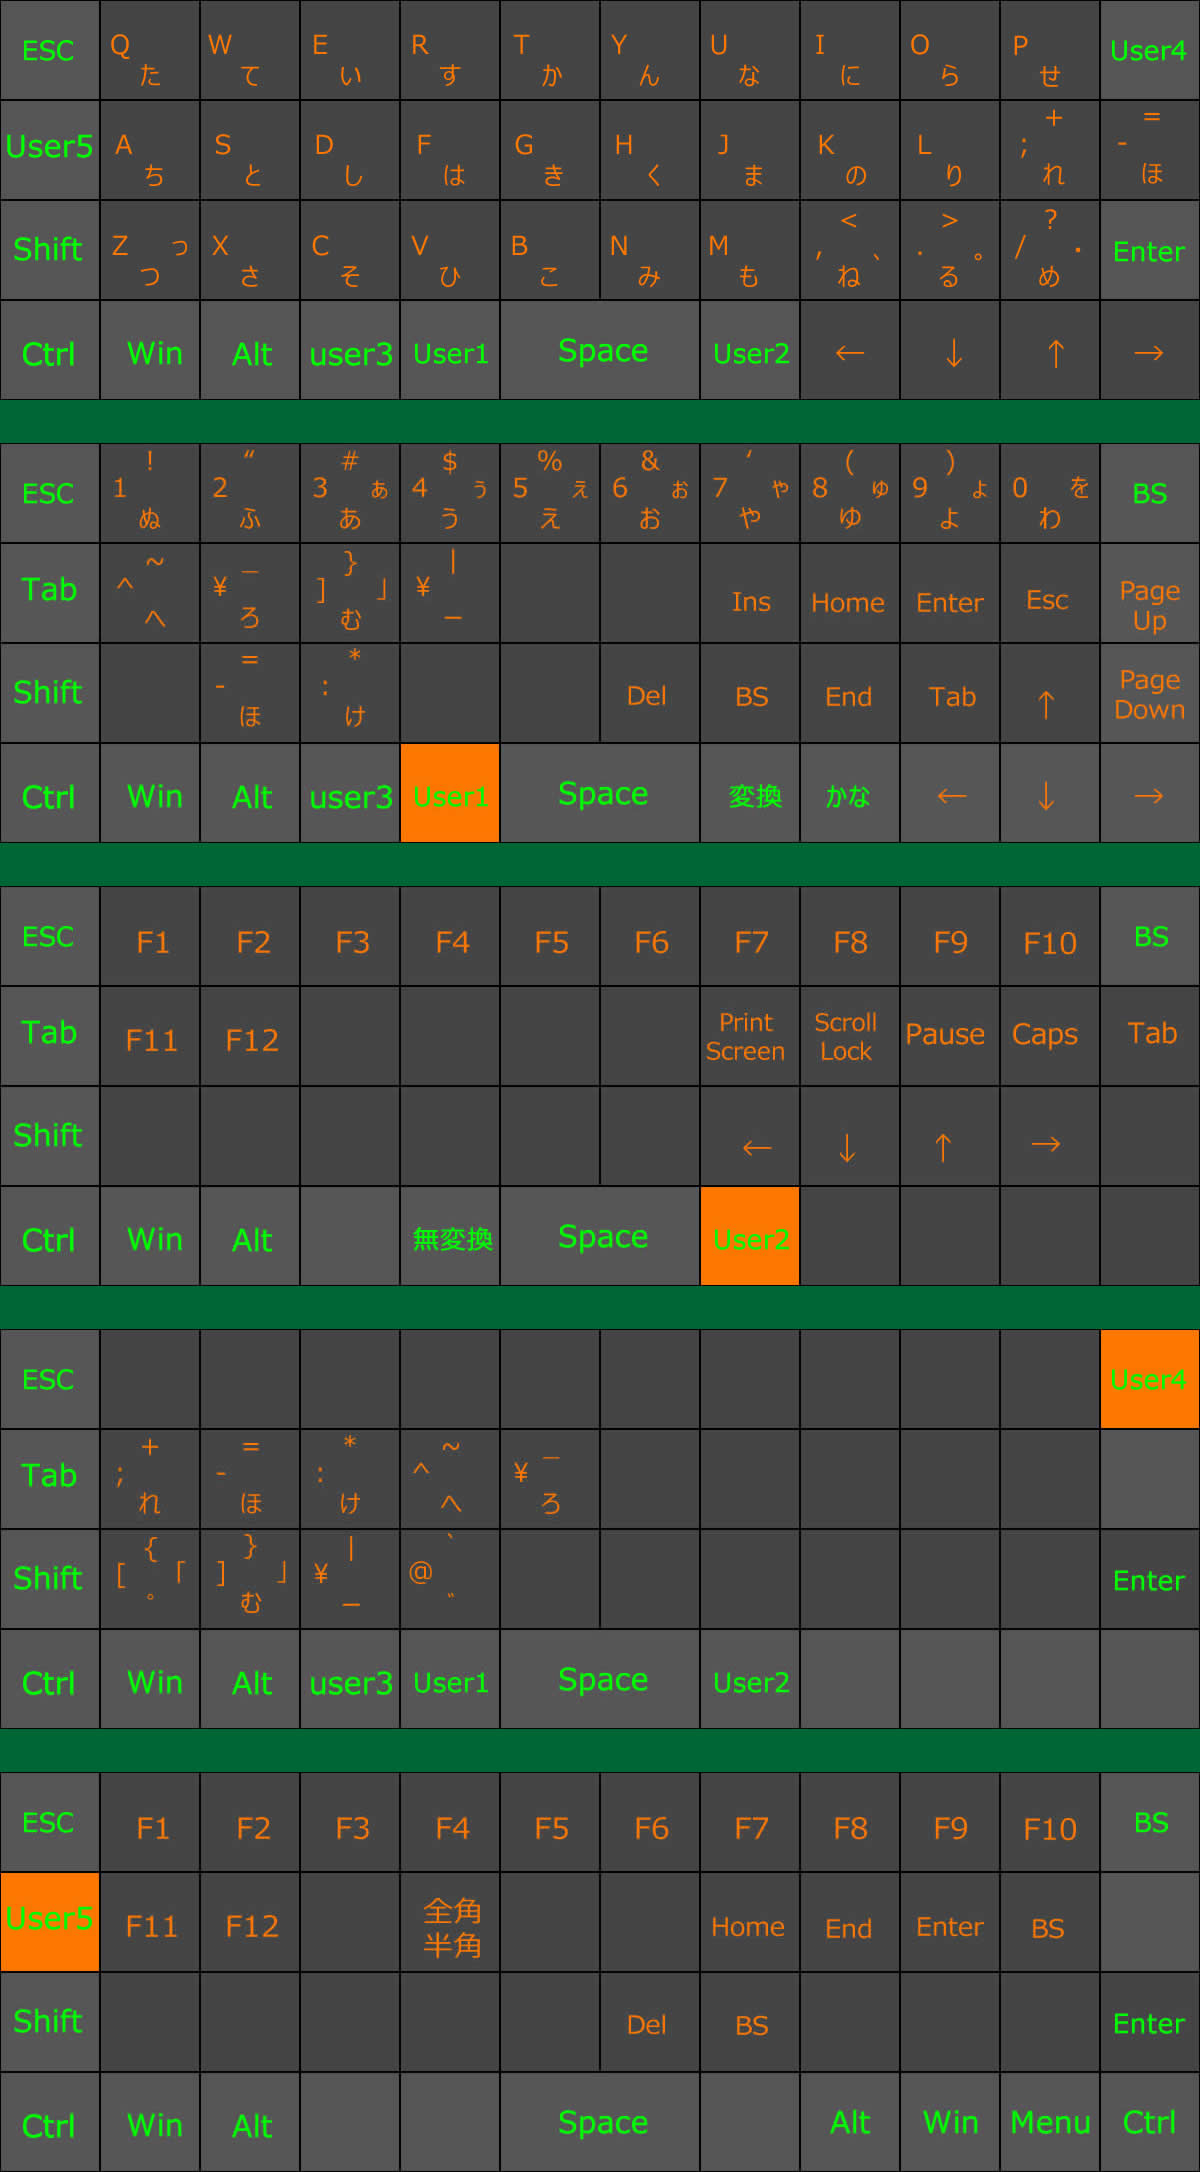 ESC Q た W て E い R す T か Y ん U な I に O ら P せ User4
User5 A ち S と D し F は G き H く J ま K の L り + ; れ = - ほ
Shift Z っ つ X さ C そ V ひ B こ N み M も < , 、 ね > . 。 る ? / ・ め Enter
Ctrl Win Alt user3 User1 Space User2 ← ↓ ↑ →
ESC ! 1 ぬ “ 2 ふ # 3 ぁ あ $ 4 ぅ う % 5 ぇ え & 6 ぉ お ‘ 7 ゃ や ( 8 ゅ ゆ ) 9 ょ よ 0 を わ BS
Tab ~ ^ へ _ ¥ ろ } ] 」 む | ¥ ー Ins Home Enter Esc Page Up
Shift = - ほ * : け Del BS End Tab ↑ Page Down
Ctrl Win Alt user3 User1 Space 変換 かな ← ↓ →
ESC F1 F2 F3 F4 F5 F6 F7 F8 F9 F10 BS
Tab F11 F12 Print Screen Scroll Lock Pause Caps Tab
Shift ← ↓ ↑ →
Ctrl Win Alt 無変換 Space User2
ESC User4
Tab + ; れ = - ほ * : け ~ ^ へ _ ¥ ろ
Shift { [ 「 ゜ } ] 」 む | ¥ ー ` @ ゛ Enter
Ctrl Win Alt user3 User1 Space User2
ESC F1 F2 F3 F4 F5 F6 F7 F8 F9 F10 BS
User5 F11 F12 全角 半角 Home End Enter BS
Shift Del BS Enter
Ctrl Win Alt Space Alt Win Menu Ctrl